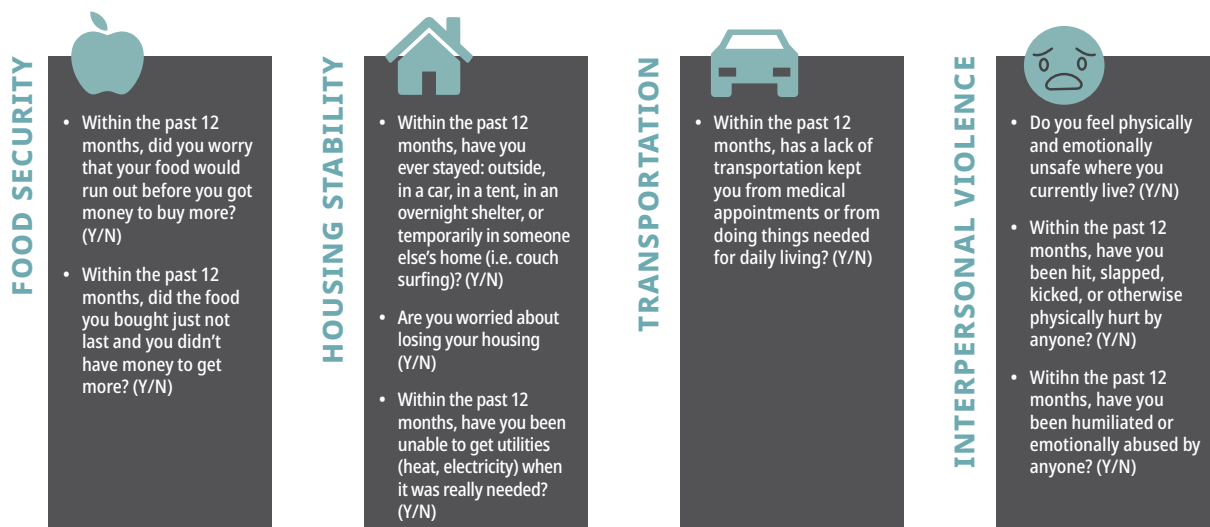 FOOD SECURITY
• Within the past 12
months, did you worry
that your food would
run out before you got
money to buy more?
(Y/N)
• Within the past 12
months, did the food
you bought just not
last and you didn’t
have money to get
more? (Y/N)
HOUSING STABILITY
• Within the past 12
months, have you
ever stayed: outside,
in a car, in a tent, in an
overnight shelter, or
temporarily in someone
else’s home (i.e. couch
surfing)? (Y/N)
• Are you worried about
losing your housing
(Y/N)
• Within the past 12
months, have you been
unable to get utilities
(heat, electricity) when
it was really needed?
(Y/N)
TRANSPORTATION
• Within the past 12
months, has a lack of
transportation kept
you from medical
appointments or from
doing things needed
for daily living? (Y/N)
INTERPERSONAL VIOLENCE
• Do you feel physically
and emotionally
unsafe where you
currently live? (Y/N)
• Within the past 12
months, have you
been hit, slapped,
kicked, or otherwise
physically hurt by
anyone? (Y/N)
• Witihn the past 12
months, have you
been humiliated or
emotionally abused by
anyone? (Y/N)